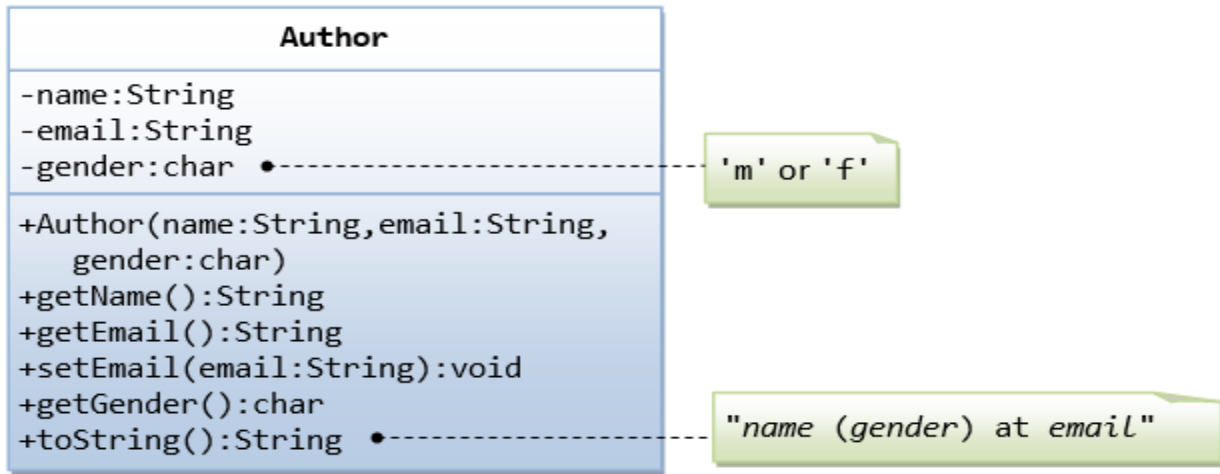 Author
-name:String
-email:String
-gender:char
'm' or 'f'
+Author(name:String,email:String,
gender:char)
+getName():String
+getEmail():String
+setEmail(email:String):void
+getGender():char
+toString():String
"name (gender) at email"